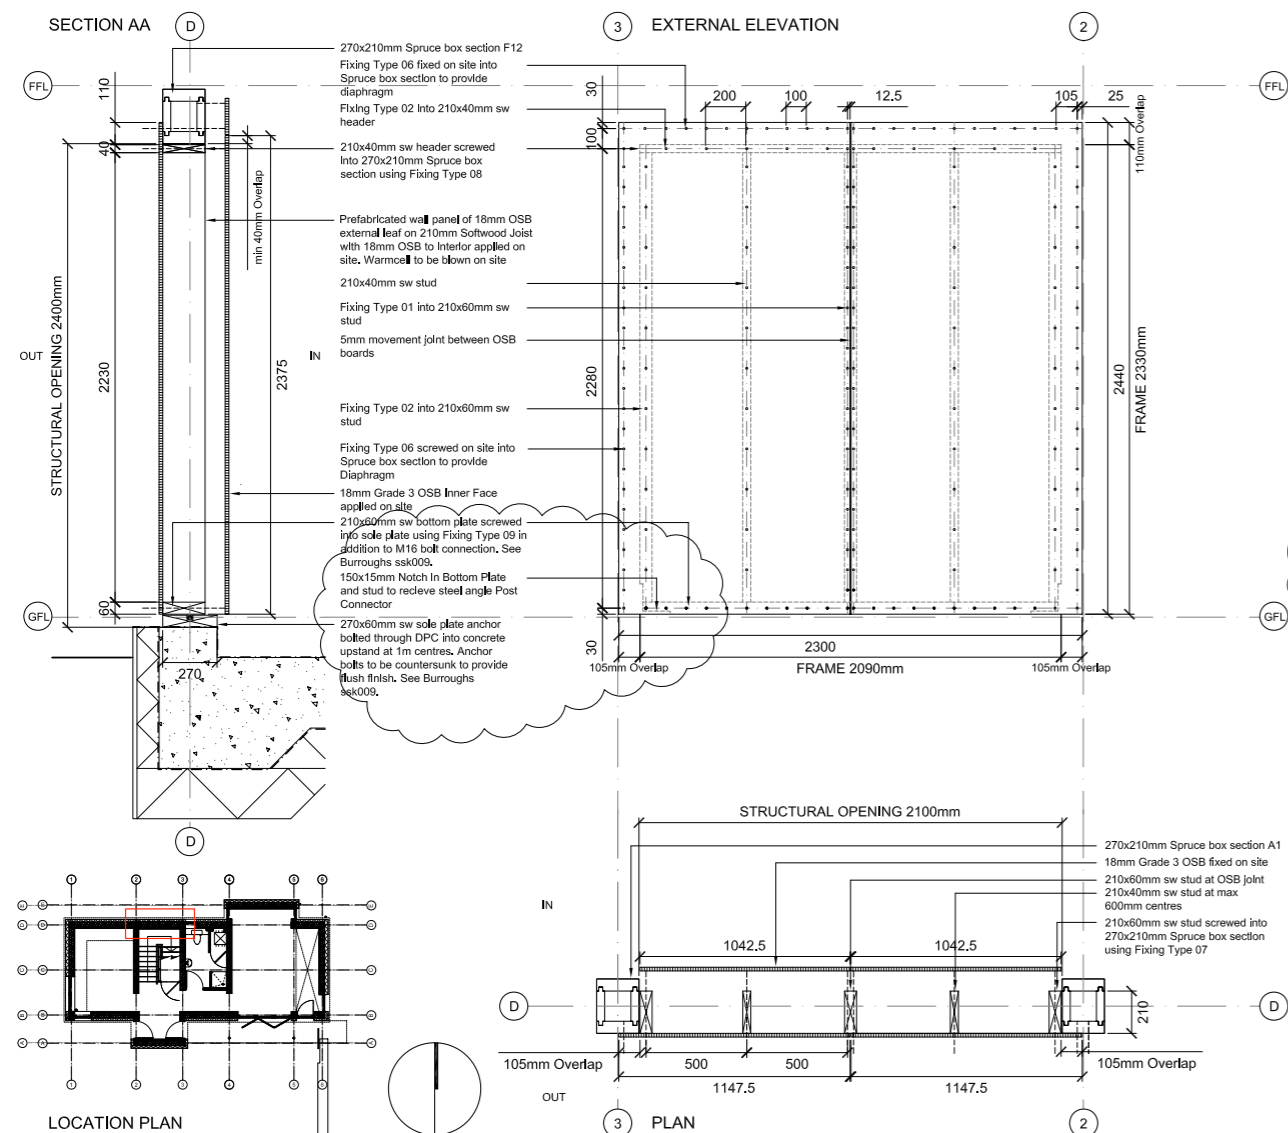 SECTION AA
D
3
EXTERNAL ELEVATION
2
FFL
FFL
110
40
STRUCTURAL OPENING 2400mm
2230
60
min 40mm Overlap
2375
OUT
IN
GFL
270
D
270x210mm Spruce box section F12
Fixing Type 06 fixed on site into
Spruce box section to provide
diaphragm
Fixing Type 02 into 210x40mm sw
header
210x40mm sw header screwed
into 270x210mm Spruce box
section using Fixing Type 08
Prefabricated wall panel of 18mm OSB
external leaf on 210mm Softwood Joist
with 18mm OSB to Interior applied on
site. Warmcell to be blown on site
210x40mm sw stud
Fixing Type 01 into 210x60mm sw
stud
5mm movement joint between OSB
boards
Fixing Type 02 into 210x60mm sw
stud
Fixing Type 06 screwed on site into
Spruce box section to provide
Diaphragm
18mm Grade 3 OSB Inner Face
applied on site
210x60mm sw bottom plate screwed
into sole plate using Fixing Type 09 in
addition to M16 bolt connection. See
Burroughs ssk009.
150x15mm Notch In Bottom Plate
and stud to recieve steel angle Post
Connector
270x60mm sw sole plate anchor
bolted through DPC into concrete
upstand at 1m centres. Anchor
bolts to be countersunk to provide
flush finish. See Burroughs
ssk009.
30
100
2280
30
200
100
12.5
105
25
110mm Overlap
2440
FRAME 2330mm
GFL
2300
105mm Overlap
FRAME 2090mm
105mm Overlap
STRUCTURAL OPENING 2100mm
270x210mm Spruce box section A1
18mm Grade 3 OSB fixed on site
210x60mm sw stud at OSB joint
210x40mm sw stud at max
600mm centres
210x60mm sw stud screwed into
270x210mm Spruce box section
using Fixing Type 07
IN
1042.5
1042.5
D
210
D
105mm Overlap
500
500
105mm Overlap
OUT
1147.5
1147.5
3
PLAN
2
1 2 3 4 5 6
E E
D D
C C
B B
A A
1 2 3 4 5 6
LOCATION PLAN